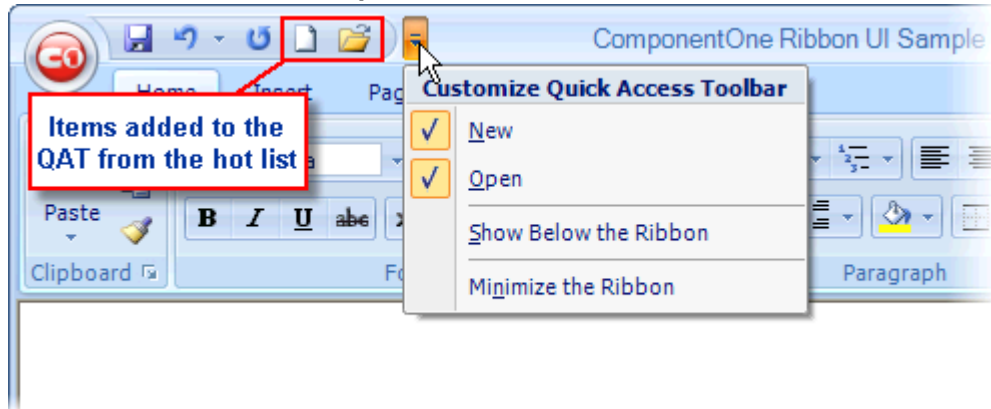 ComponentOne Ribbon UI Sample
C1
Insert
Customize Quick Access Toolbar
Items added to the
QAT from the hot list
New
Open
Show Below the Ribbon
Minimize the Ribbon
Paste
B I U abc
Clipboard
Paragraph